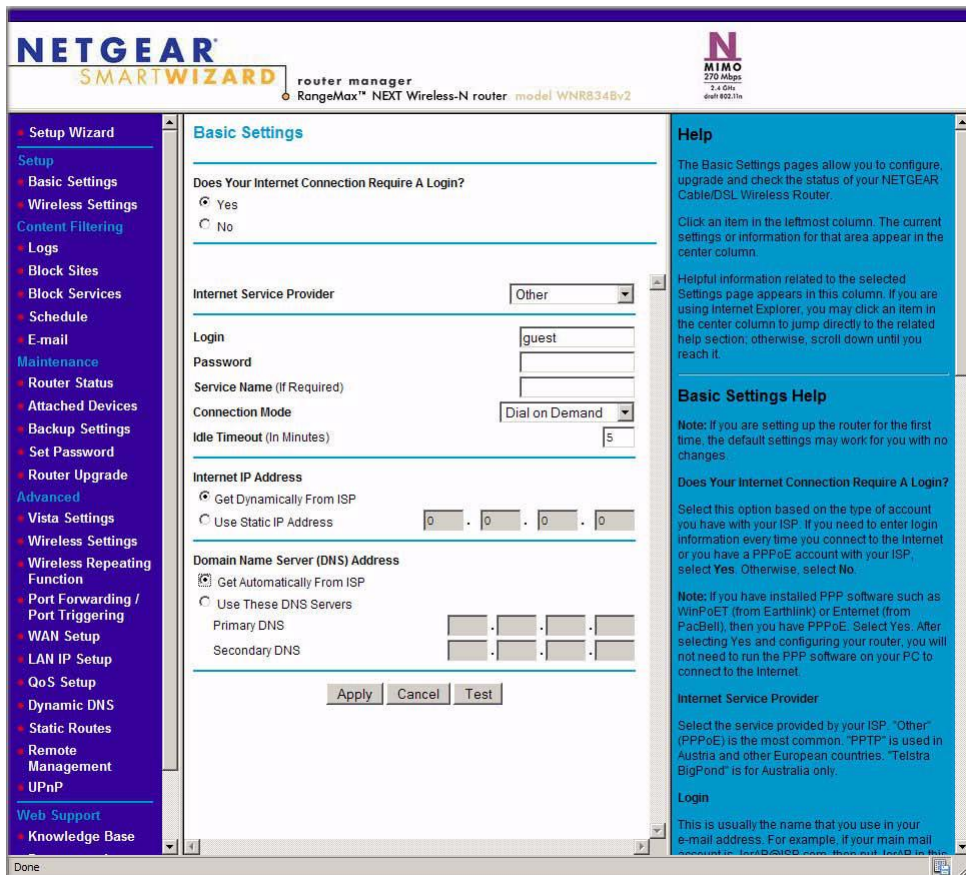 NETGEAR
SMARTWIZARD
router manager
RangeMax™ NEXT Wireless-N router model WNR834Bv2
N
MIMO
270 Mbps
2.4 GHz
draft 802.11n
Setup Wizard
Setup
Basic Settings
Wireless Settings
Content Filtering
Logs
Block Sites
Block Services
Schedule
E-mail
Maintenance
Router Status
Attached Devices
Backup Settings
Set Password
Router Upgrade
Advanced
Vista Settings
Wireless Settings
Wireless Repeating
Function
Port Forwarding /
Port Triggering
WAN Setup
LAN IP Setup
QoS Setup
Dynamic DNS
Static Routes
Remote
Management
UPnP
Web Support
Knowledge Base
Basic Settings
Does Your Internet Connection Require A Login?
Yes
No
Internet Service Provider Other
Login guest
Password
Service Name (If Required)
Connection Mode Dial on Demand
Idle Timeout (In Minutes) 5
Internet IP Address
Get Dynamically From ISP
Use Static IP Address 0 . 0 . 0 . 0
Domain Name Server (DNS) Address
Get Automatically From ISP
Use These DNS Servers
Primary DNS . . .
Secondary DNS . . .
Apply Cancel Test
Help
The Basic Settings pages allow you to configure,
upgrade and check the status of your NETGEAR
Cable/DSL Wireless Router.
Click an item in the leftmost column. The current
settings or information for that area appear in the
center column.
Helpful information related to the selected
Settings page appears in this column. If you are
using Internet Explorer, you may click an item in
the center column to jump directly to the related
help section; otherwise, scroll down until you
reach it.
Basic Settings Help
Note: If you are setting up the router for the first
time, the default settings may work for you with no
changes.
Does Your Internet Connection Require A Login?
Select this option based on the type of account
you have with your ISP. If you need to enter login
information every time you connect to the Internet
or you have a PPPoE account with your ISP,
select Yes. Otherwise, select No.
Note: If you have installed PPP software such as
WinPoET (from Earthlink) or Enternet (from
PacBell), then you have PPPoE. Select Yes. After
selecting Yes and configuring your router, you will
not need to run the PPP software on your PC to
connect to the Internet.
Internet Service Provider
Select the service provided by your ISP. "Other"
(PPPoE) is the most common. "PPTP" is used in
Austria and other European countries. "Telstra
BigPond" is for Australia only.
Login
This is usually the name that you use in your
e-mail address. For example, if your main mail
account is JerAB@ISP.com, then put JerAB in this
Done